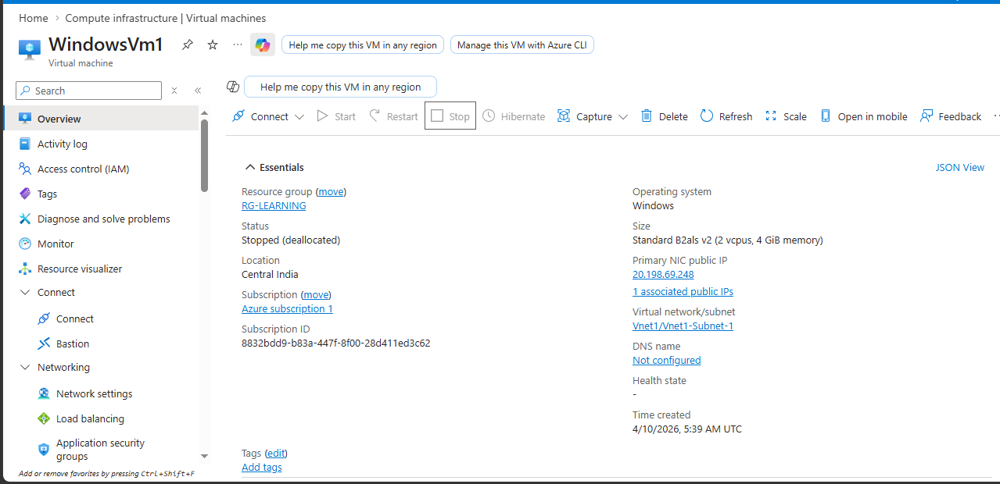 Home > Compute infrastructure | Virtual machines
WindowsVm1
Virtual machine
Help me copy this VM in any region
Manage this VM with Azure CLI
Search
Overview
Activity log
Access control (IAM)
Tags
Diagnose and solve problems
Monitor
Resource visualizer
Connect
Connect
Bastion
Networking
Network settings
Load balancing
Application security
groups
Add or remove favorites by pressing Ctrl+Shift+F
Help me copy this VM in any region
Connect Start Restart Stop Hibernate Capture Delete Refresh Scale Open in mobile Feedback
Essentials
JSON View
Resource group (move)
RG-LEARNING
Status
Stopped (deallocated)
Location
Central India
Subscription (move)
Azure subscription 1
Subscription ID
8832bdd9-b83a-447f-8f00-28d411ed3c62
Operating system
Windows
Size
Standard B2als v2 (2 vcpus, 4 GiB memory)
Primary NIC public IP
20.198.69.248
1 associated public IPs
Virtual network/subnet
Vnet1/Vnet1-Subnet-1
DNS name
Not configured
Health state
-
Time created
4/10/2026, 5:39 AM UTC
Tags (edit)
Add tags